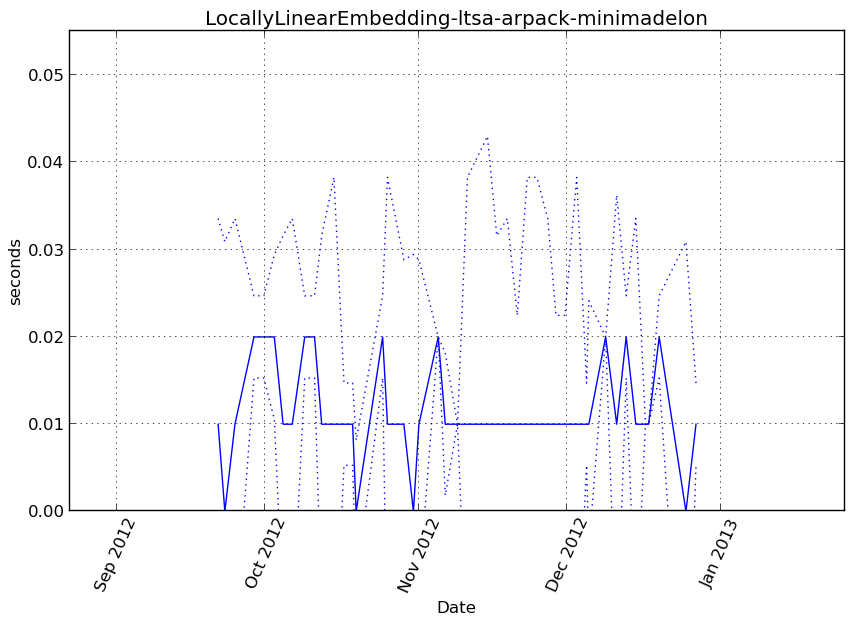 LocallyLinearEmbedding-ltsa-arpack-minimadelon
0.05
0.04
0.03
0.02
0.01
0.00
seconds
Sep 2012
Oct 2012
Nov 2012
Dec 2012
Jan 2013
Date